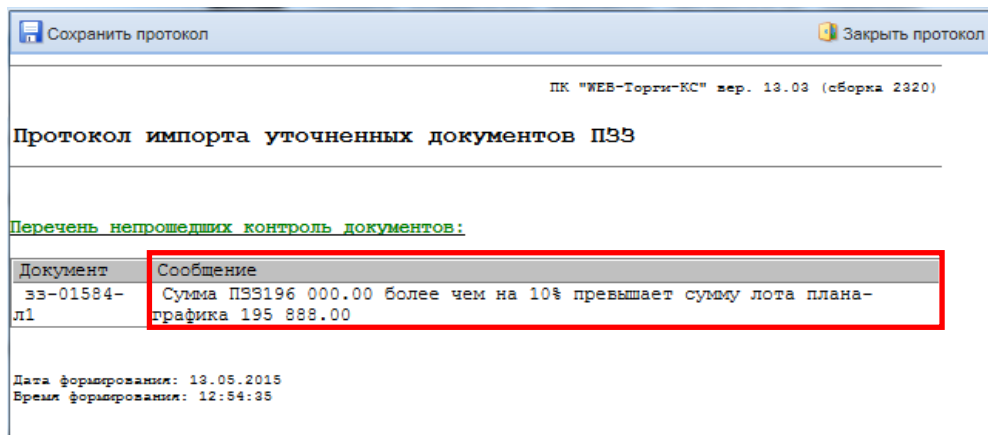 Сохранить протокол Закрыть протокол
ПК "WEB-Торги-КС" вер. 13.03 (сборка 2320)
Протокол импорта уточненных документов ПЗЗ
Перечень непрошедших контроль документов:
Документ Сообщение
зз-01584- Сумма ПЗЗ196 000.00 более чем на 10% превышает сумму лота плана-
л1 графика 195 888.00
Дата формирования: 13.05.2015
Время формирования: 12:54:35